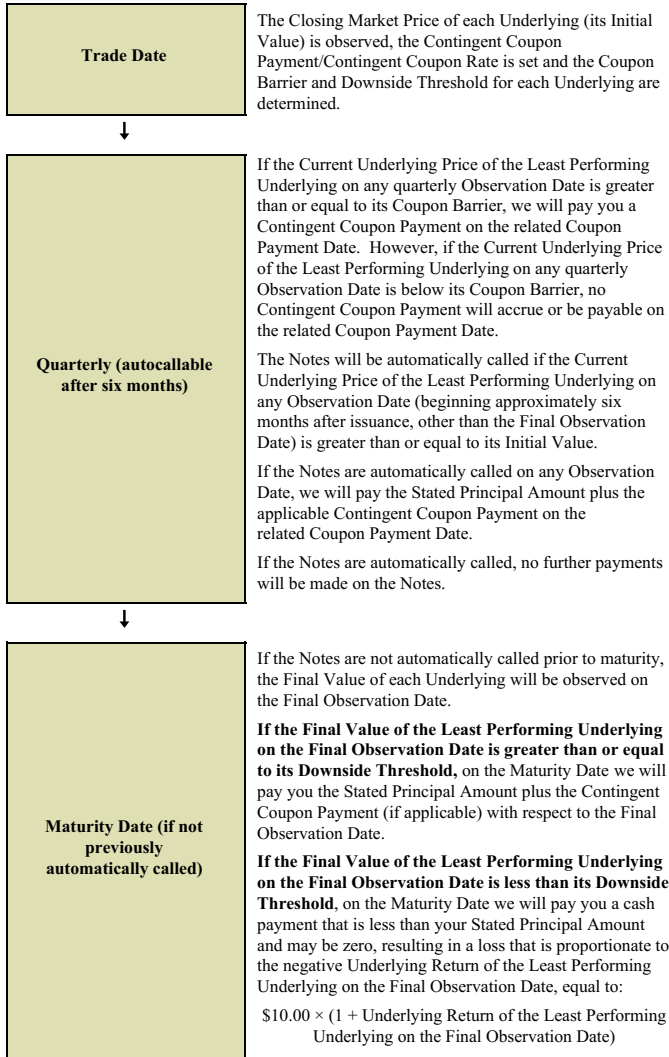 Trade Date
The Closing Market Price of each Underlying (its Initial
Value) is observed, the Contingent Coupon
Payment/Contingent Coupon Rate is set and the Coupon
Barrier and Downside Threshold for each Underlying are
determined.
Quarterly (autocallable
after six months)
If the Current Underlying Price of the Least Performing
Underlying on any quarterly Observation Date is greater
than or equal to its Coupon Barrier, we will pay you a
Contingent Coupon Payment on the related Coupon
Payment Date. However, if the Current Underlying Price
of the Least Performing Underlying on any quarterly
Observation Date is below its Coupon Barrier, no
Contingent Coupon Payment will accrue or be payable on
the related Coupon Payment Date.
The Notes will be automatically called if the Current
Underlying Price of the Least Performing Underlying on
any Observation Date (beginning approximately six
months after issuance, other than the Final Observation
Date) is greater than or equal to its Initial Value.
If the Notes are automatically called on any Observation
Date, we will pay the Stated Principal Amount plus the
applicable Contingent Coupon Payment on the
related Coupon Payment Date.
If the Notes are automatically called, no further payments
will be made on the Notes.
Maturity Date (if not
previously
automatically called)
If the Notes are not automatically called prior to maturity,
the Final Value of each Underlying will be observed on
the Final Observation Date.
If the Final Value of the Least Performing Underlying
on the Final Observation Date is greater than or equal
to its Downside Threshold, on the Maturity Date we will
pay you the Stated Principal Amount plus the Contingent
Coupon Payment (if applicable) with respect to the Final
Observation Date.
If the Final Value of the Least Performing Underlying
on the Final Observation Date is less than its Downside
Threshold, on the Maturity Date we will pay you a cash
payment that is less than your Stated Principal Amount
and may be zero, resulting in a loss that is proportionate to
the negative Underlying Return of the Least Performing
Underlying on the Final Observation Date, equal to:
$10.00 × (1 + Underlying Return of the Least Performing
Underlying on the Final Observation Date)